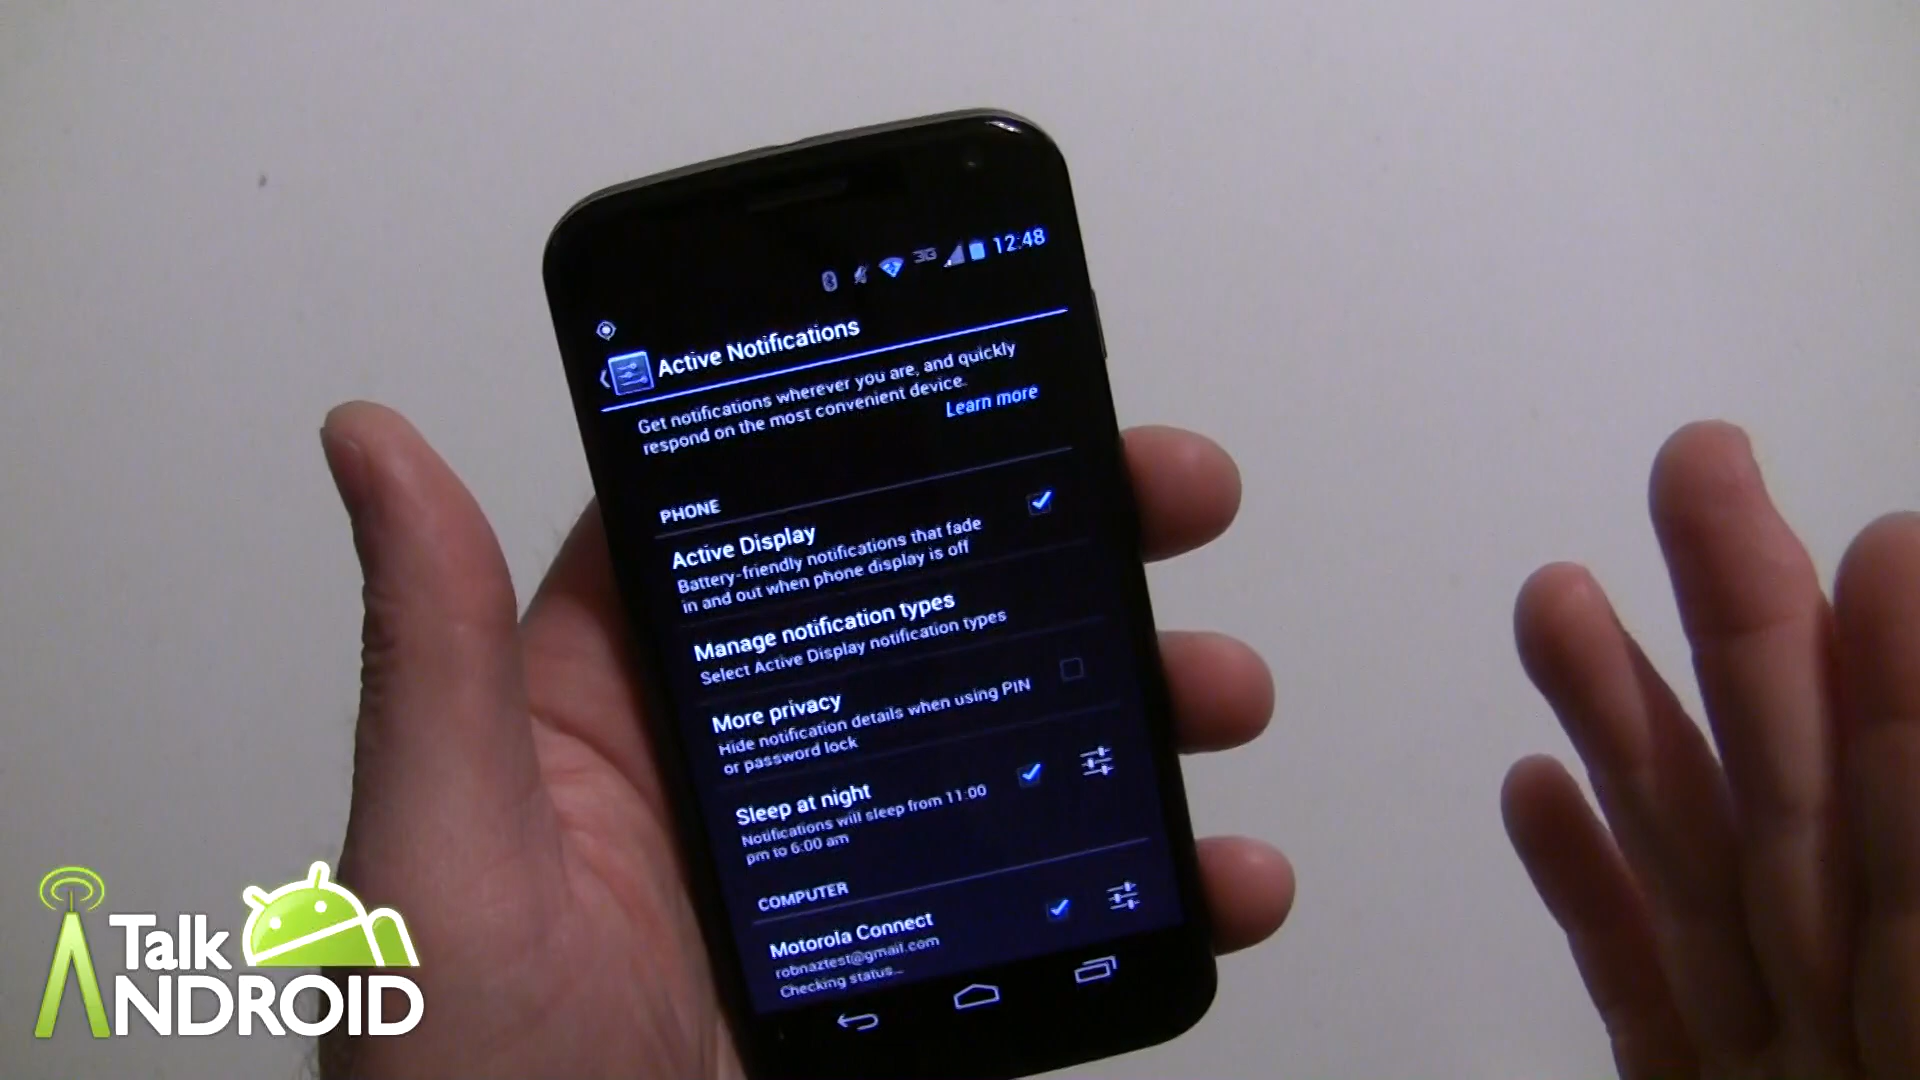 3G 12:48
Active Notifications
Get notifications wherever you are, and quickly
respond on the most convenient device.
Learn more
PHONE
Active Display
Battery-friendly notifications that fade
in and out when phone display is off
Manage notification types
Select Active Display notification types
More privacy
Hide notification details when using PIN
or password lock
Sleep at night
Notifications will sleep from 11:00
pm to 6:00 am
COMPUTER
Motorola Connect
robnaztest@gmail.com
Checking status...
Talk
ANDROID